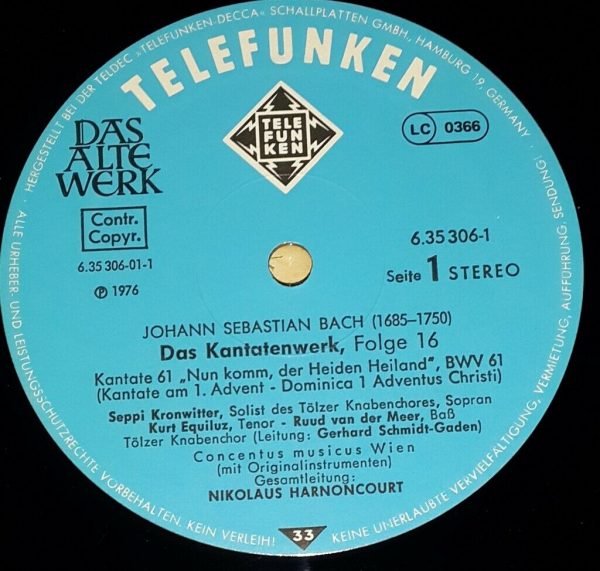 HERGESTELLT BEI DER TELDEC »TELEFUNKEN-DECCA« SCHALLPLATTEN GMBH, HAMBURG 19, GERMANY
TELEFUNKEN
TELE
FUN
KEN
DAS
ALTE
WERK
LC 0366
Contr.
Copyr.
6.35 306-01-1
℗ 1976
6.35 306-1
Seite 1 STEREO
JOHANN SEBASTIAN BACH (1685–1750)
Das Kantatenwerk, Folge 16
Kantate 61 „Nun komm, der Heiden Heiland", BWV 61
(Kantate am 1. Advent - Dominica 1 Adventus Christi)
Seppi Kronwitter, Solist des Tölzer Knabenchores, Sopran
Kurt Equiluz, Tenor - Ruud van der Meer, Baß
Tölzer Knabenchor (Leitung: Gerhard Schmidt-Gaden)
Concentus musicus Wien
(mit Originalinstrumenten)
Gesamtleitung:
NIKOLAUS HARNONCOURT
33
ALLE URHEBER- UND LEISTUNGSSCHUTZRECHTE VORBEHALTEN. KEIN VERLEIH!
KEINE UNERLAUBTE VERVIELFÄLTIGUNG, VERMIETUNG, AUFFÜHRUNG, SENDUNG!